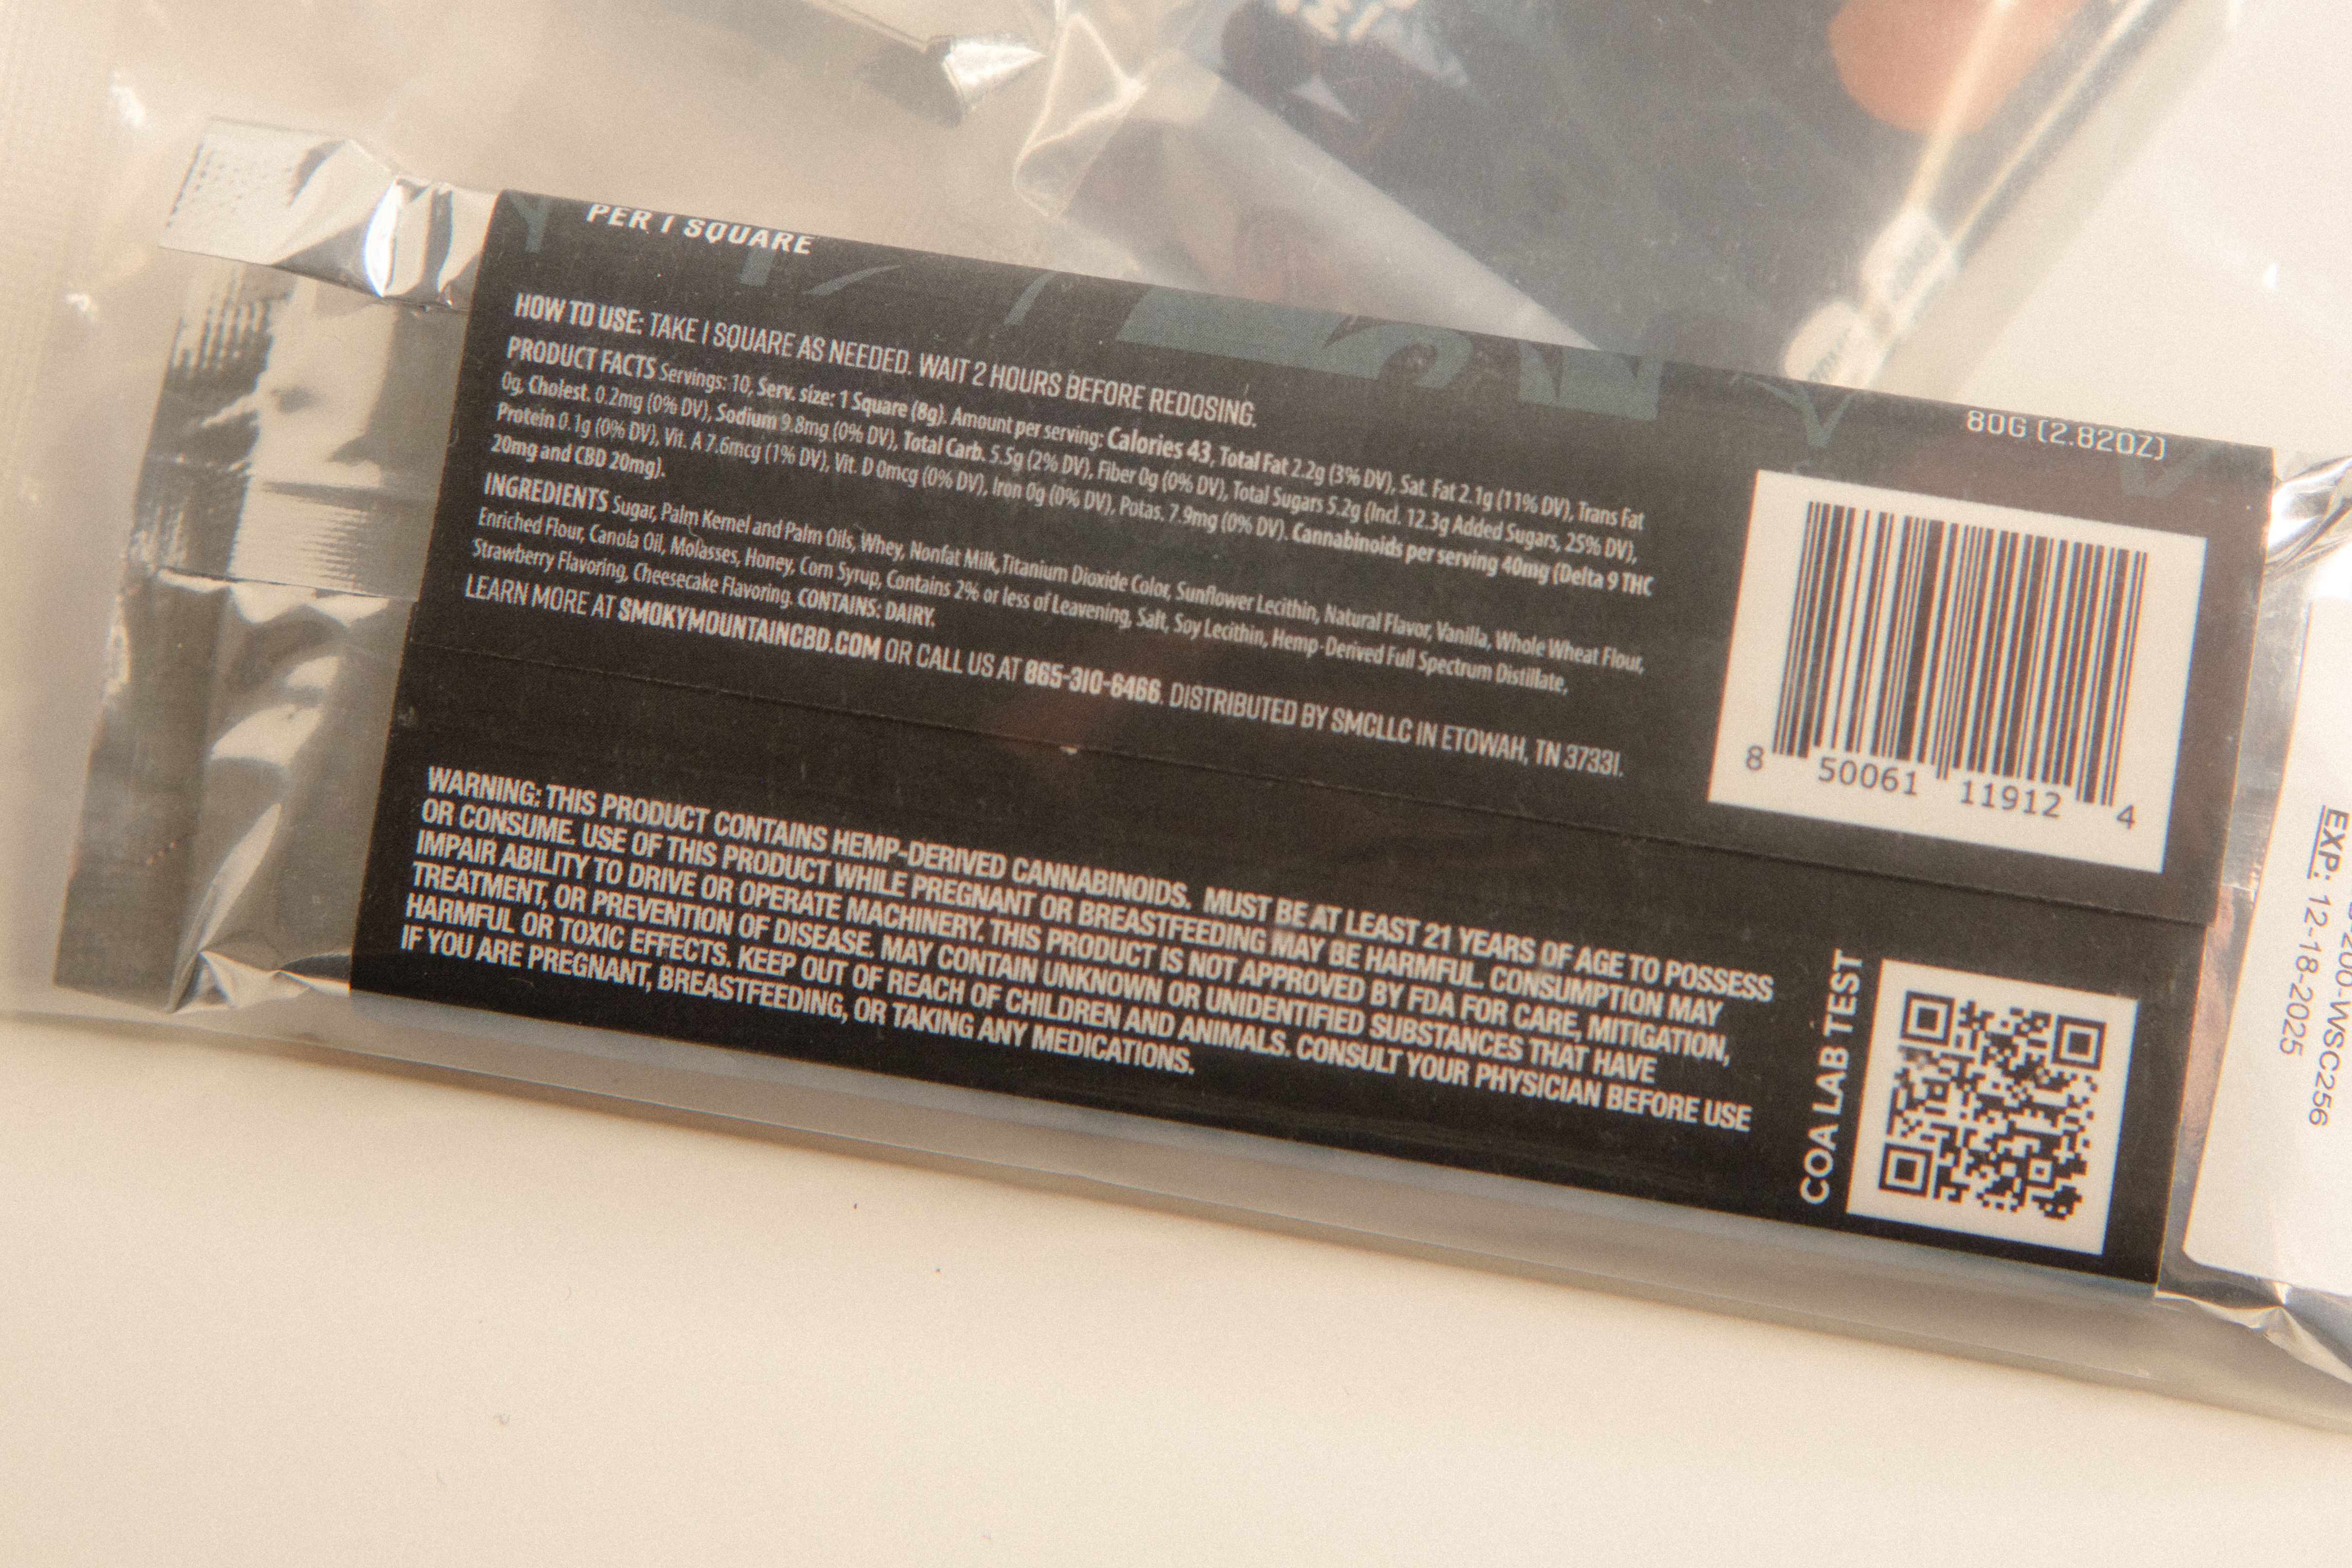 PER 1 SQUARE
80G (2.82OZ)
HOW TO USE: TAKE 1 SQUARE AS NEEDED. WAIT 2 HOURS BEFORE REDOSING.
PRODUCT FACTS Servings: 10, Serv. size: 1 Square (8g). Amount per serving: Calories 43, Total Fat 2.2g (3% DV), Sat. Fat 2.1g (11% DV), Trans Fat
0g, Cholest. 0.2mg (0% DV), Sodium 9.8mg (0% DV), Total Carb. 5.5g (2% DV), Fiber 0g (0% DV), Total Sugars 5.2g (Incl. 12.3g Added Sugars, 25% DV),
Protein 0.1g (0% DV), Vit. A 7.6mcg (1% DV), Vit. D 0mcg (0% DV), Iron 0g (0% DV), Potas. 7.9mg (0% DV). Cannabinoids per serving 40mg (Delta 9 THC
20mg and CBD 20mg).
INGREDIENTS Sugar, Palm Kernel and Palm Oils, Whey, Nonfat Milk, Titanium Dioxide Color, Sunflower Lecithin, Natural Flavor, Vanilla, Whole Wheat Flour,
Enriched Flour, Canola Oil, Molasses, Honey, Corn Syrup, Contains 2% or less of Leavening, Salt, Soy Lecithin, Hemp-Derived Full Spectrum Distillate,
Strawberry Flavoring, Cheesecake Flavoring. CONTAINS: DAIRY.
LEARN MORE AT SMOKYMOUNTAINCBD.COM OR CALL US AT 865-310-6466. DISTRIBUTED BY SMCLLC IN ETOWAH, TN 37331.
8 50061 11912 4
WARNING: THIS PRODUCT CONTAINS HEMP-DERIVED CANNABINOIDS. MUST BE AT LEAST 21 YEARS OF AGE TO POSSESS
OR CONSUME. USE OF THIS PRODUCT WHILE PREGNANT OR BREASTFEEDING MAY BE HARMFUL. CONSUMPTION MAY
IMPAIR ABILITY TO DRIVE OR OPERATE MACHINERY. THIS PRODUCT IS NOT APPROVED BY FDA FOR CARE, MITIGATION,
TREATMENT, OR PREVENTION OF DISEASE. MAY CONTAIN UNKNOWN OR UNIDENTIFIED SUBSTANCES THAT HAVE
HARMFUL OR TOXIC EFFECTS. KEEP OUT OF REACH OF CHILDREN AND ANIMALS. CONSULT YOUR PHYSICIAN BEFORE USE
IF YOU ARE PREGNANT, BREASTFEEDING, OR TAKING ANY MEDICATIONS.
COA LAB TEST
200-WSC256
EXP: 12-18-2025